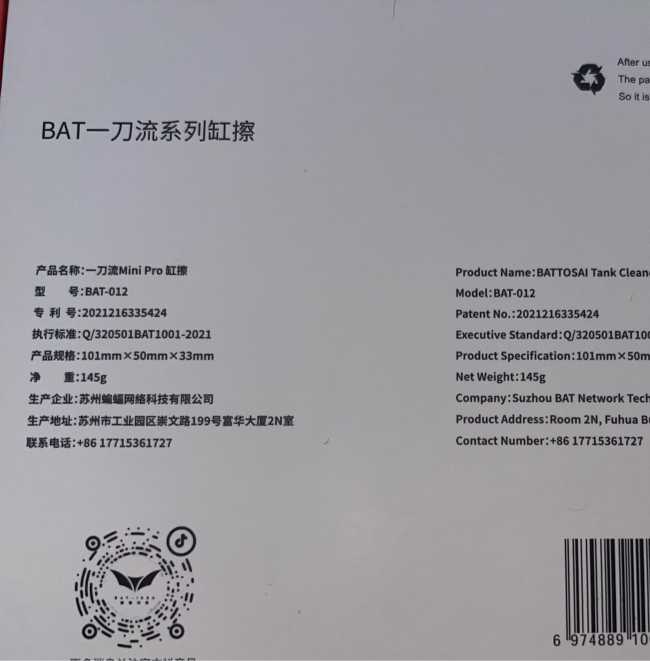 After us
The pa
So it is
BAT一刀流系列缸擦
产品名称:一刀流Mini Pro 缸擦
型 号:BAT-012
专 利 号:2021216335424
执行标准:Q/320501BAT1001-2021
产品规格:101mm×50mm×33mm
净 重:145g
生产企业:苏州蝙蝠网络科技有限公司
生产地址:苏州市工业园区崇文路199号富华大厦2N室
联系电话:+86 17715361727
Product Name:BATTOSAI Tank Clean
Model:BAT-012
Patent No.:2021216335424
Executive Standard:Q/320501BAT100
Product Specification:101mm×50m
Net Weight:145g
Company:Suzhou BAT Network Tech
Product Address:Room 2N, Fuhua B
Contact Number:+86 17715361727
6 974889 10